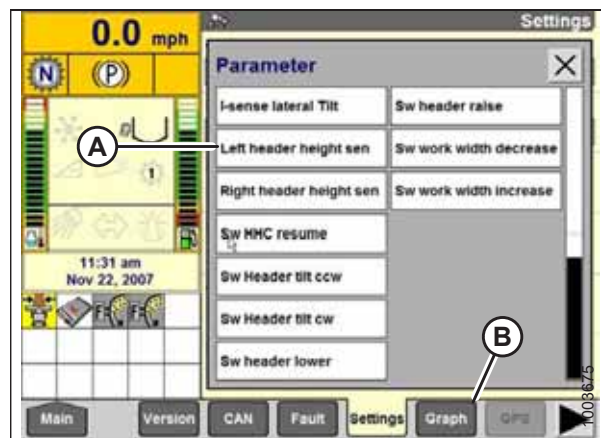 0.0 mph
Settings
N
(P)
Parameter
X
I-sense lateral Tilt
Sw header raise
A
Left header height sen
Sw work width decrease
1
Right header height sen
Sw work width increase
Sw HHC resume
11:31 am
Nov 22, 2007
Sw Header tilt ccw
F
F
Sw Header tilt cw
B
Sw header lower
Main
Version
CAN
Fault
Settings
Graph
GPS
1003675